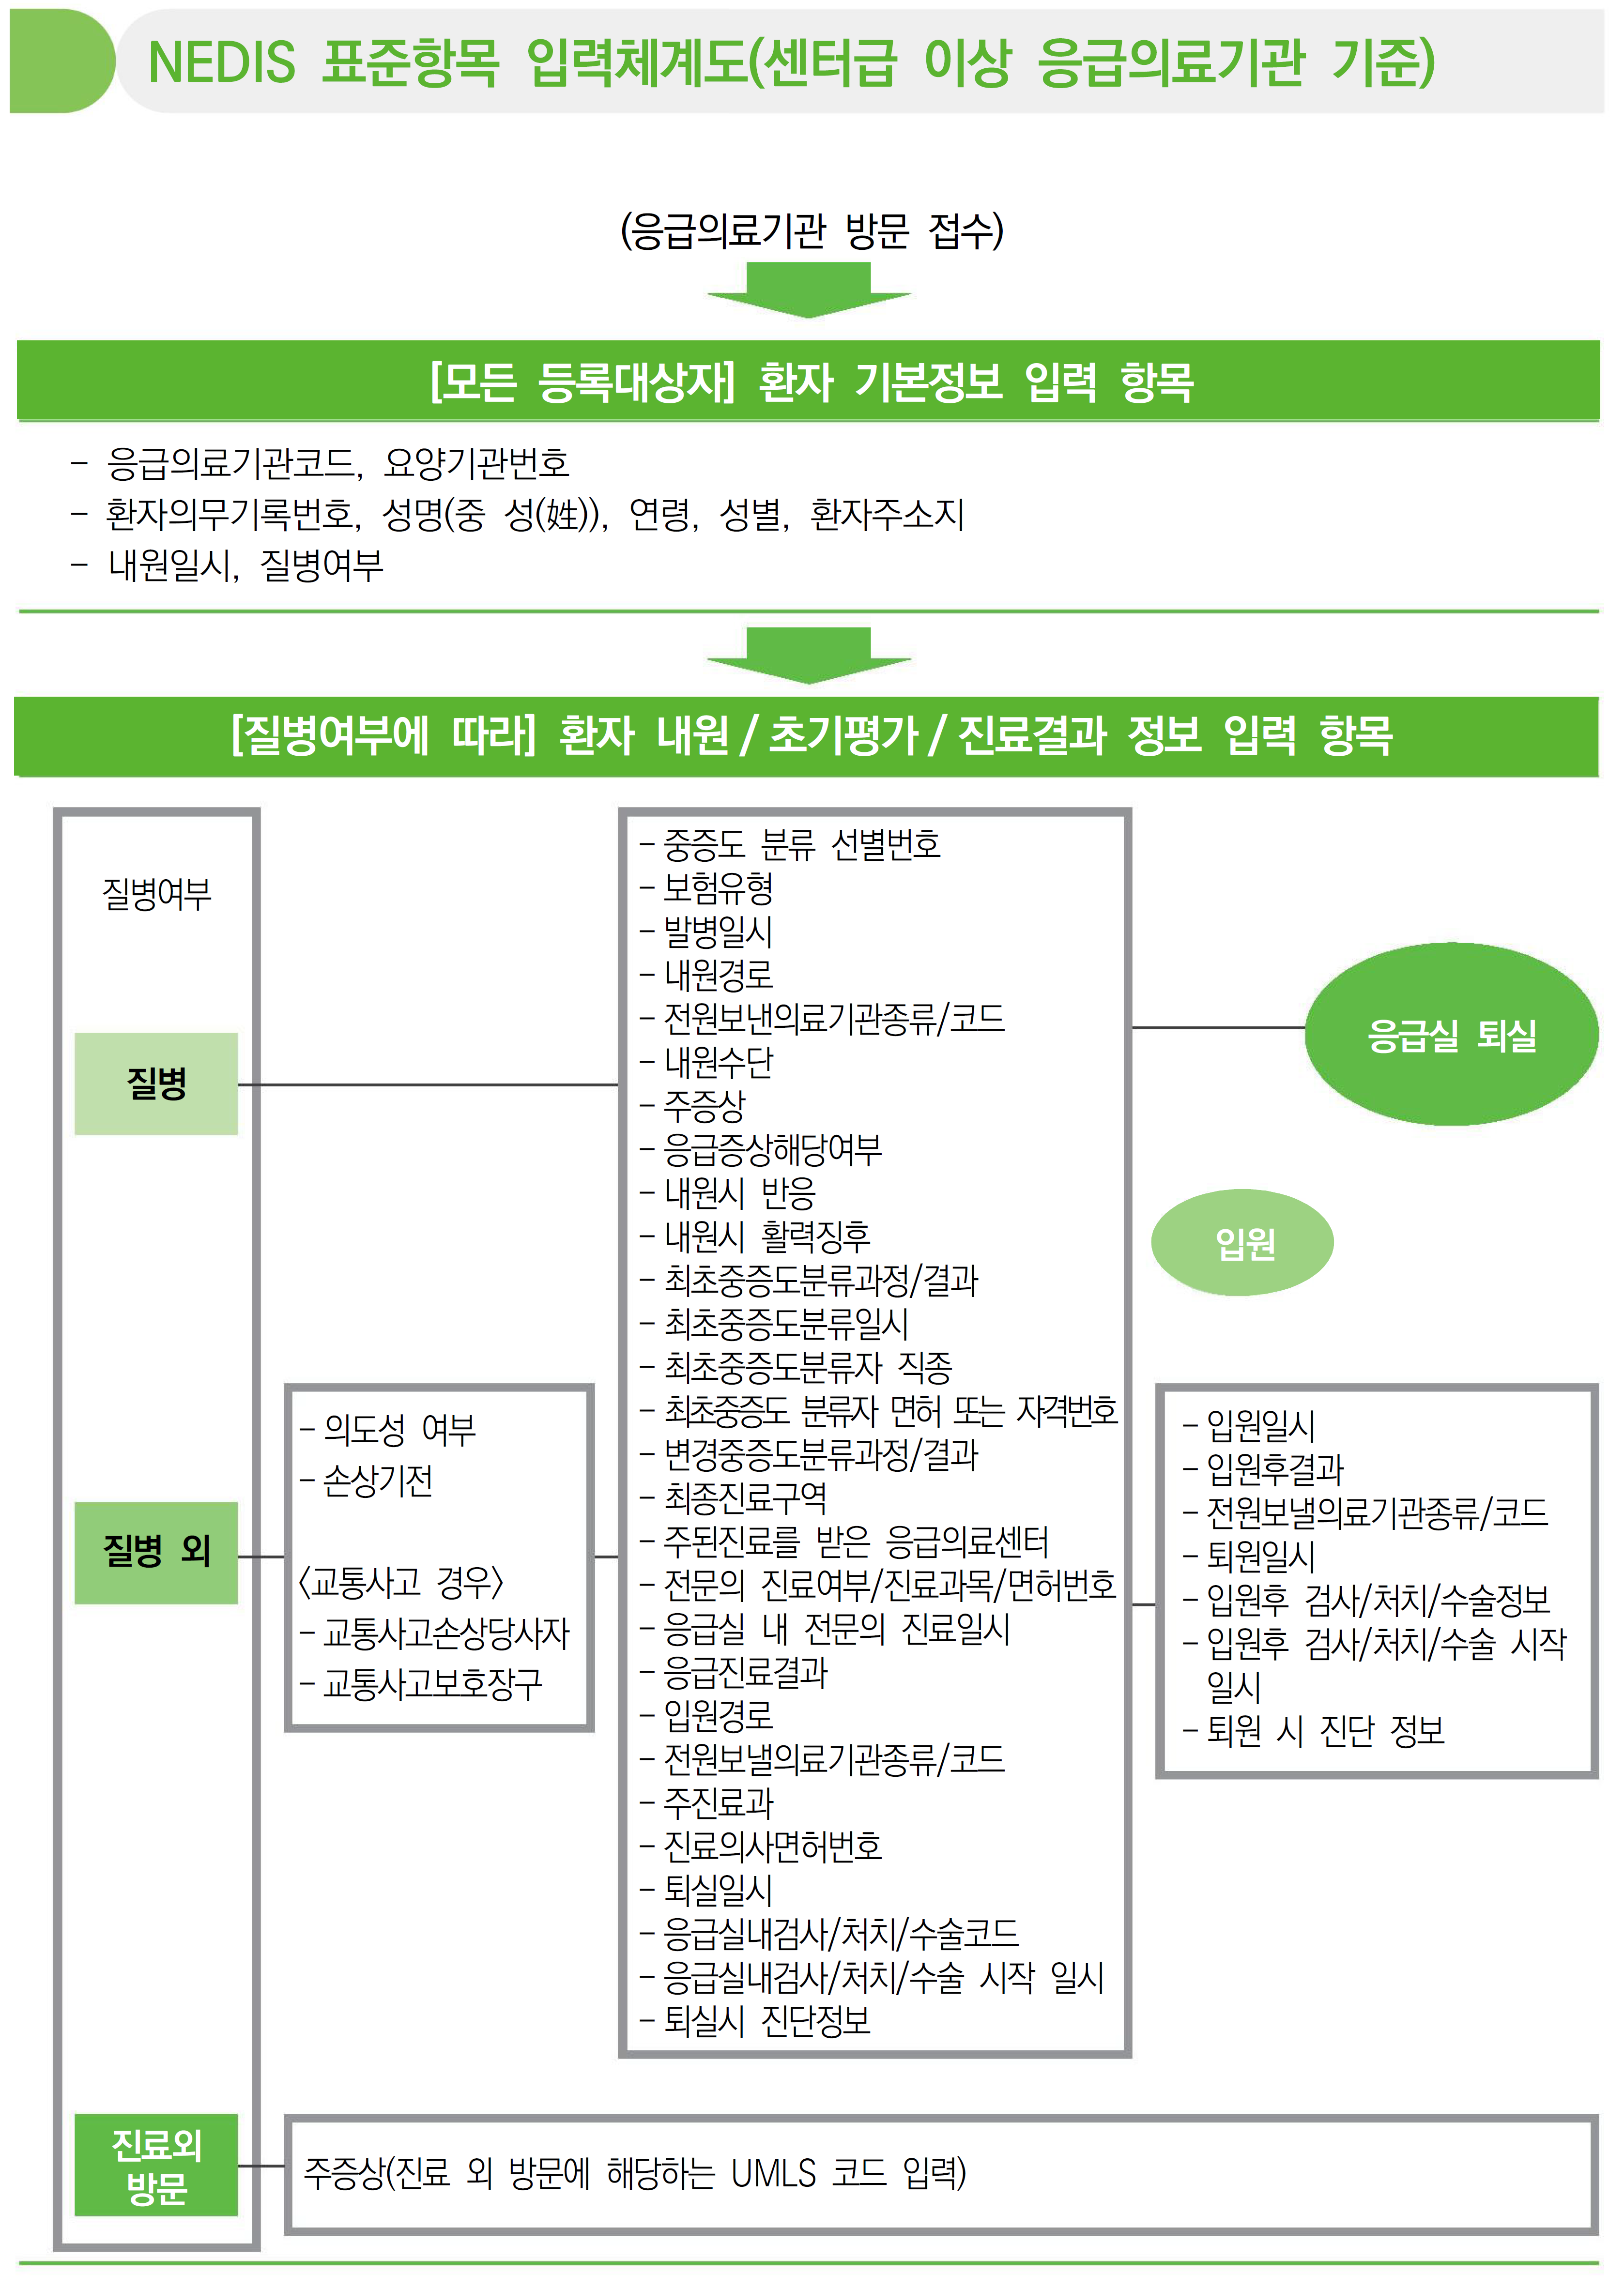 NEDIS 표준항목 입력체계도(센터급 이상 응급의료기관 기준)
(응급의료기관 방문 접수)
[모든 등록대상자] 환자 기본정보 입력 항목
- 응급의료기관코드, 요양기관번호
- 환자의무기록번호, 성명(중 성(姓)), 연령, 성별, 환자주소지
- 내원일시, 질병여부
[질병여부에 따라] 환자 내원 / 초기평가 / 진료결과 정보 입력 항목
질병여부
질병
질병 외
- 의도성 여부
- 손상기전
<교통사고 경우>
- 교통사고손상당사자
- 교통사고보호장구
- 중증도 분류 선별번호
- 보험유형
- 발병일시
- 내원경로
- 전원보낸의료기관종류/코드
- 내원수단
- 주증상
- 응급증상해당여부
- 내원시 반응
- 내원시 활력징후
- 최초중증도분류과정/결과
- 최초중증도분류일시
- 최초중증도분류자 직종
- 최초중증도 분류자 면허 또는 자격번호
- 변경중증도분류과정/결과
- 최종진료구역
- 주된진료를 받은 응급의료센터
- 전문의 진료여부/진료과목/면허번호
- 응급실 내 전문의 진료일시
- 응급진료결과
- 입원경로
- 전원보낼의료기관종류/코드
- 주진료과
- 진료의사면허번호
- 퇴실일시
- 응급실내검사/처치/수술코드
- 응급실내검사/처치/수술 시작 일시
- 퇴실시 진단정보
응급실 퇴실
입원
- 입원일시
- 입원후결과
- 전원보낼의료기관종류/코드
- 퇴원일시
- 입원후 검사/처치/수술정보
- 입원후 검사/처치/수술 시작
일시
- 퇴원 시 진단 정보
진료외
방문
주증상(진료 외 방문에 해당하는 UMLS 코드 입력)